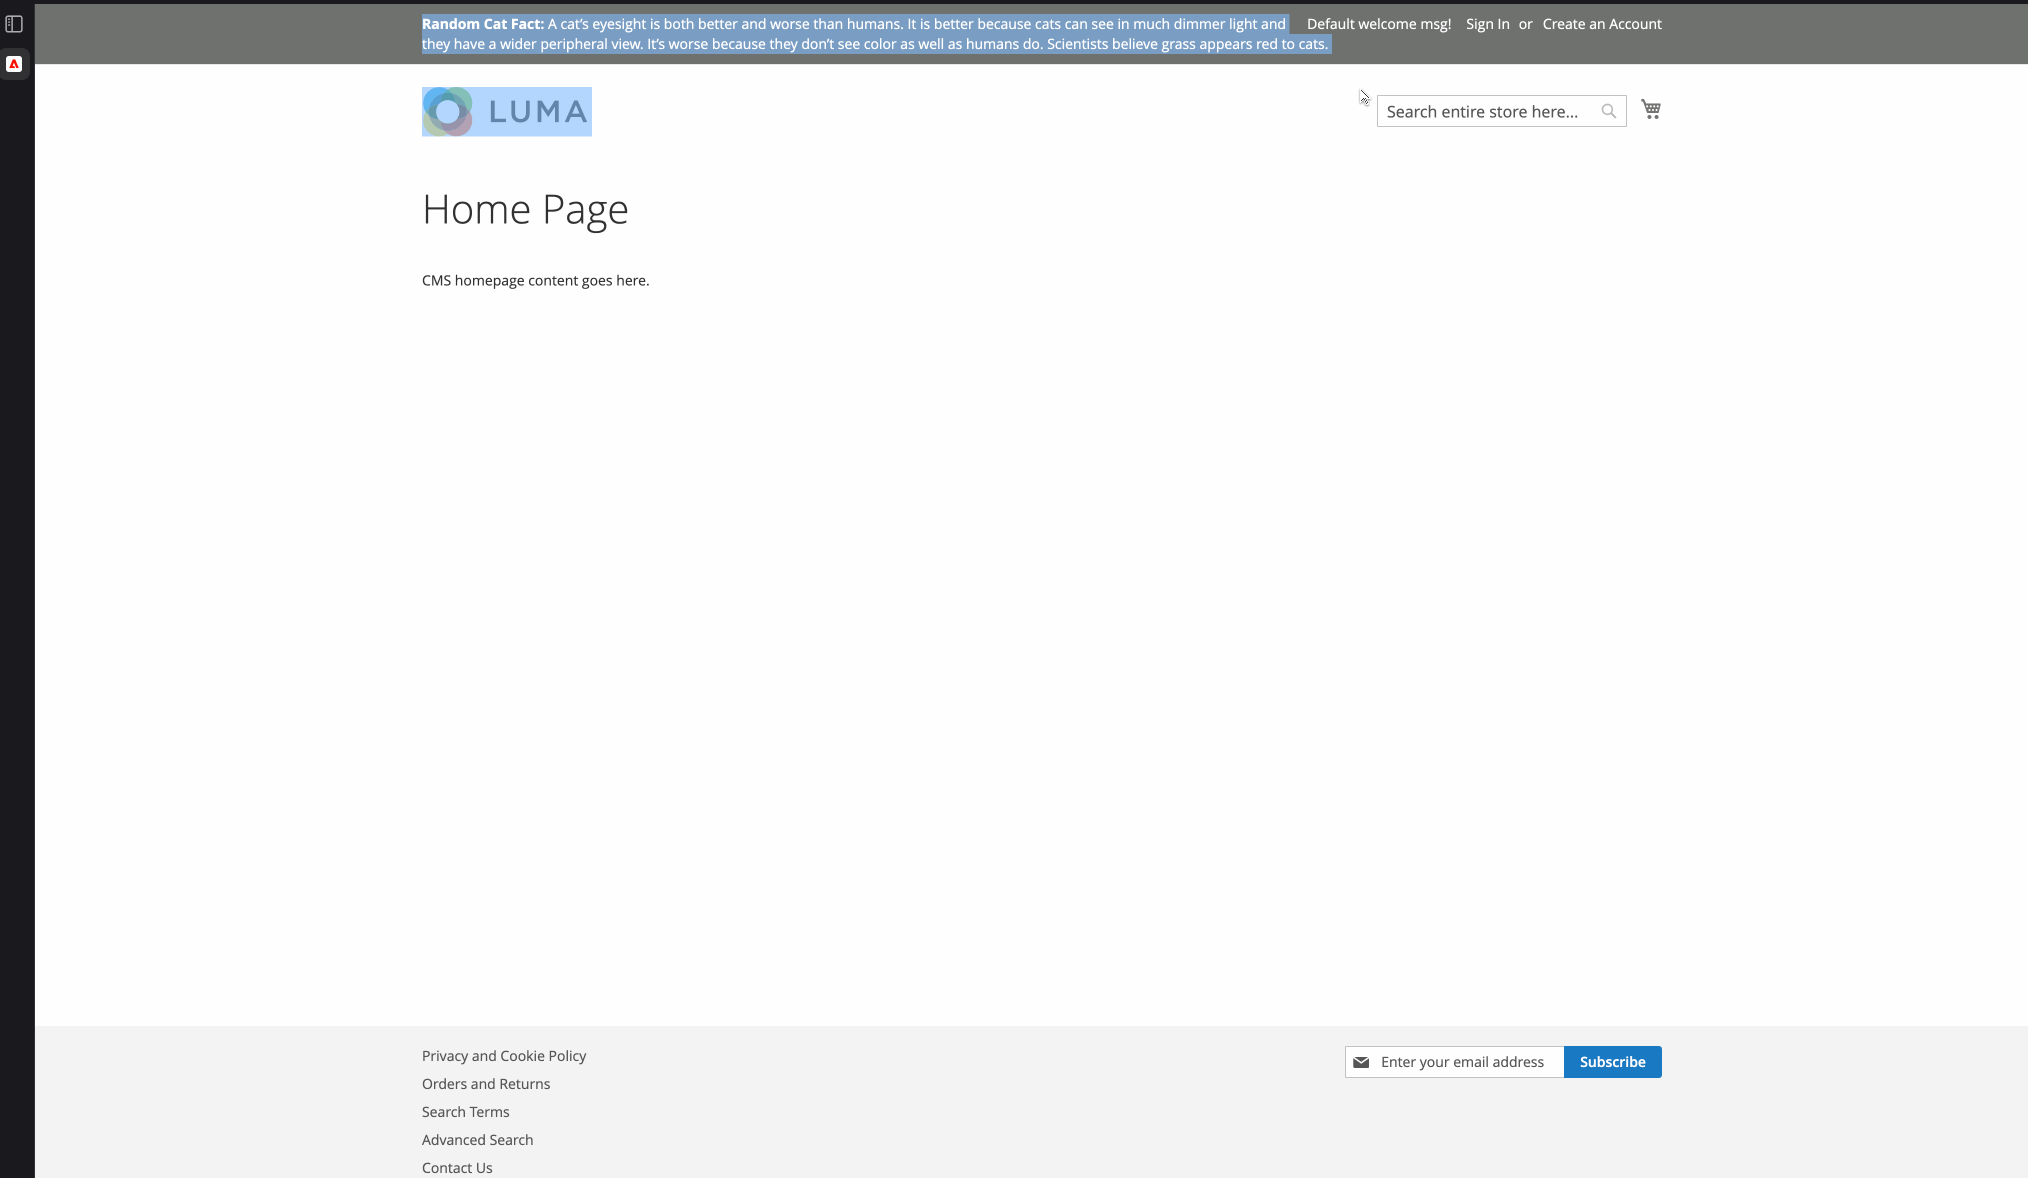 Random Cat Fact: A cat’s eyesight is both better and worse than humans. It is better because cats can see in much dimmer light and
they have a wider peripheral view. It’s worse because they don’t see color as well as humans do. Scientists believe grass appears red to cats.
Default welcome msg! Sign In or Create an Account
LUMA
Search entire store here...
Home Page
CMS homepage content goes here.
Privacy and Cookie Policy
Orders and Returns
Search Terms
Advanced Search
Contact Us
Enter your email address
Subscribe